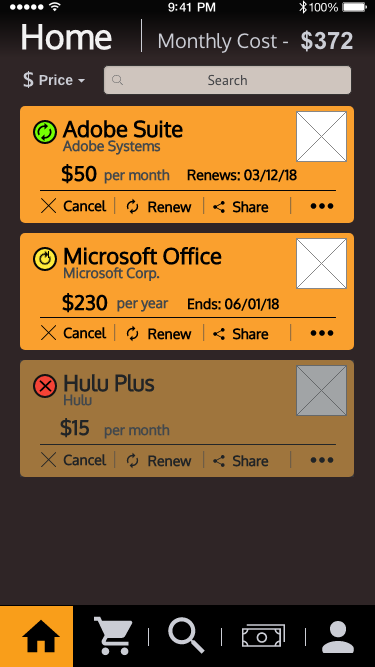 9:41 PM 100%
Home Monthly Cost - $372
$ Price Search
Adobe Suite
Adobe Systems
$50 per month Renews: 03/12/18
Cancel Renew Share
Microsoft Office
Microsoft Corp.
$230 per year Ends: 06/01/18
Cancel Renew Share
Hulu Plus
Hulu
$15 per month
Cancel Renew Share